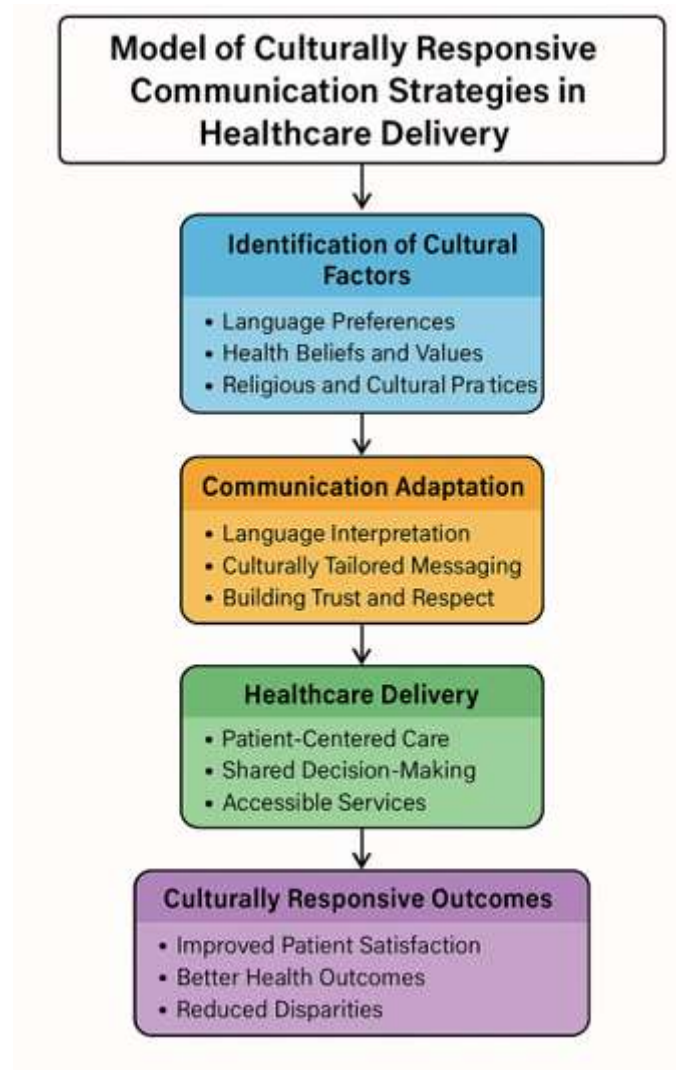 Model of Culturally Responsive
Communication Strategies in
Healthcare Delivery
Identification of Cultural
Factors
• Language Preferences
• Health Beliefs and Values
• Religious and Cultural Pratices
Communication Adaptation
• Language Interpretation
• Culturally Tailored Messaging
• Building Trust and Respect
Healthcare Delivery
• Patient-Centered Care
• Shared Decision-Making
• Accessible Services
Culturally Responsive Outcomes
• Improved Patient Satisfaction
• Better Health Outcomes
• Reduced Disparities